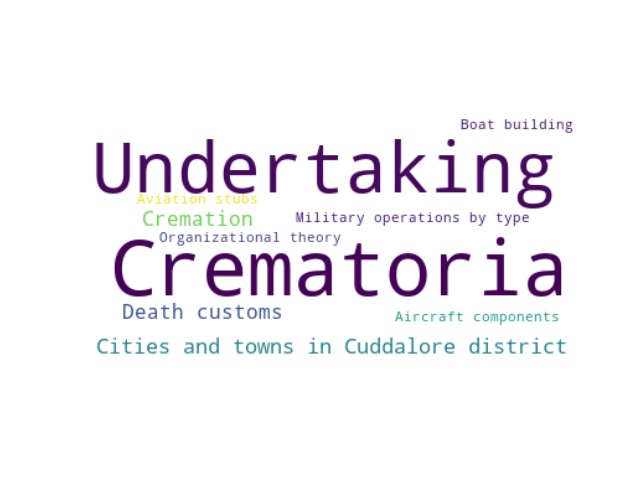 Boat building
Undertaking
Aviation stubs
Cremation
Military operations by type
Organizational theory
Crematoria
Death customs
Aircraft components
Cities and towns in Cuddalore district